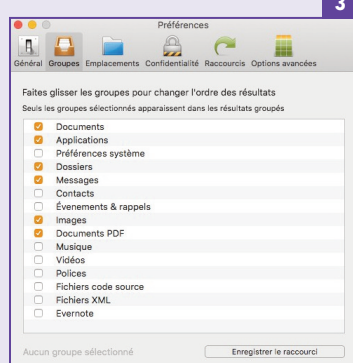 3
Préférences
Général Groupes Emplacements Confidentialité Raccourcis Options avancées
Faites glisser les groupes pour changer l'ordre des résultats
Seuls les groupes sélectionnés apparaissent dans les résultats groupés
Documents
Applications
Préférences système
Dossiers
Messages
Contacts
Évenements & rappels
Images
Documents PDF
Musique
Vidéos
Polices
Fichiers code source
Fichiers XML
Evernote
Aucun groupe sélectionné Enregistrer le raccourci